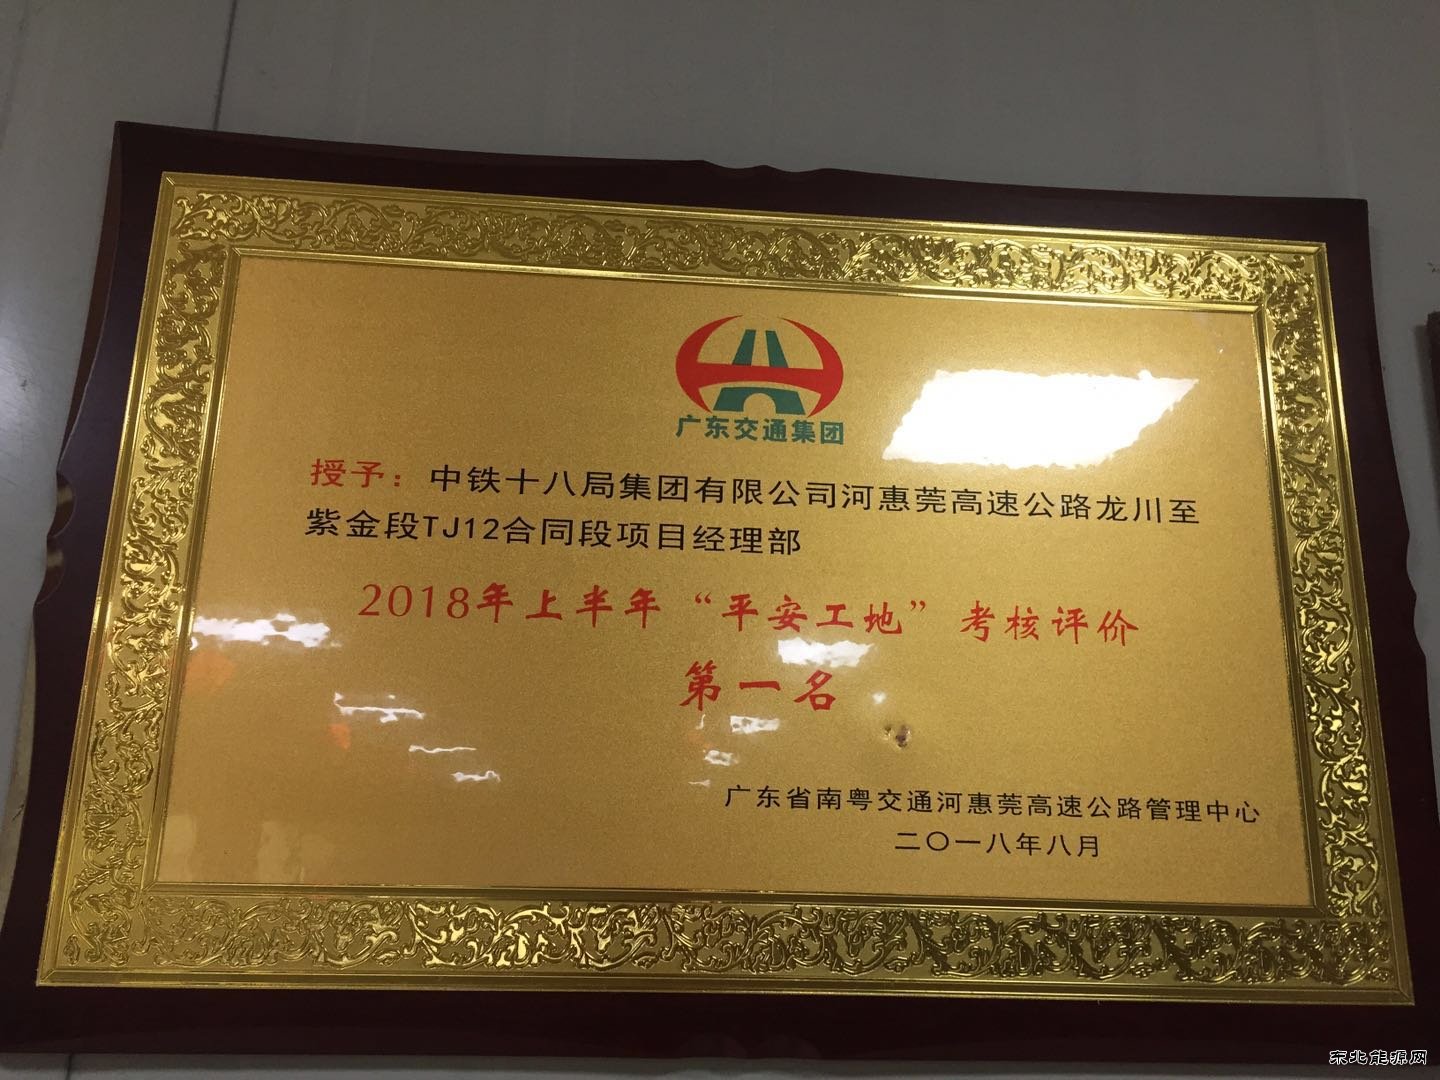 广东交通集团
授予：中铁十八局集团有限公司河惠莞高速公路龙川至
紫金段TJ12合同段项目经理部
2018年上半年“平安工地”考核评价
第一名
广东省南粤交通河惠莞高速公路管理中心
二〇一八年八月
东北能源网